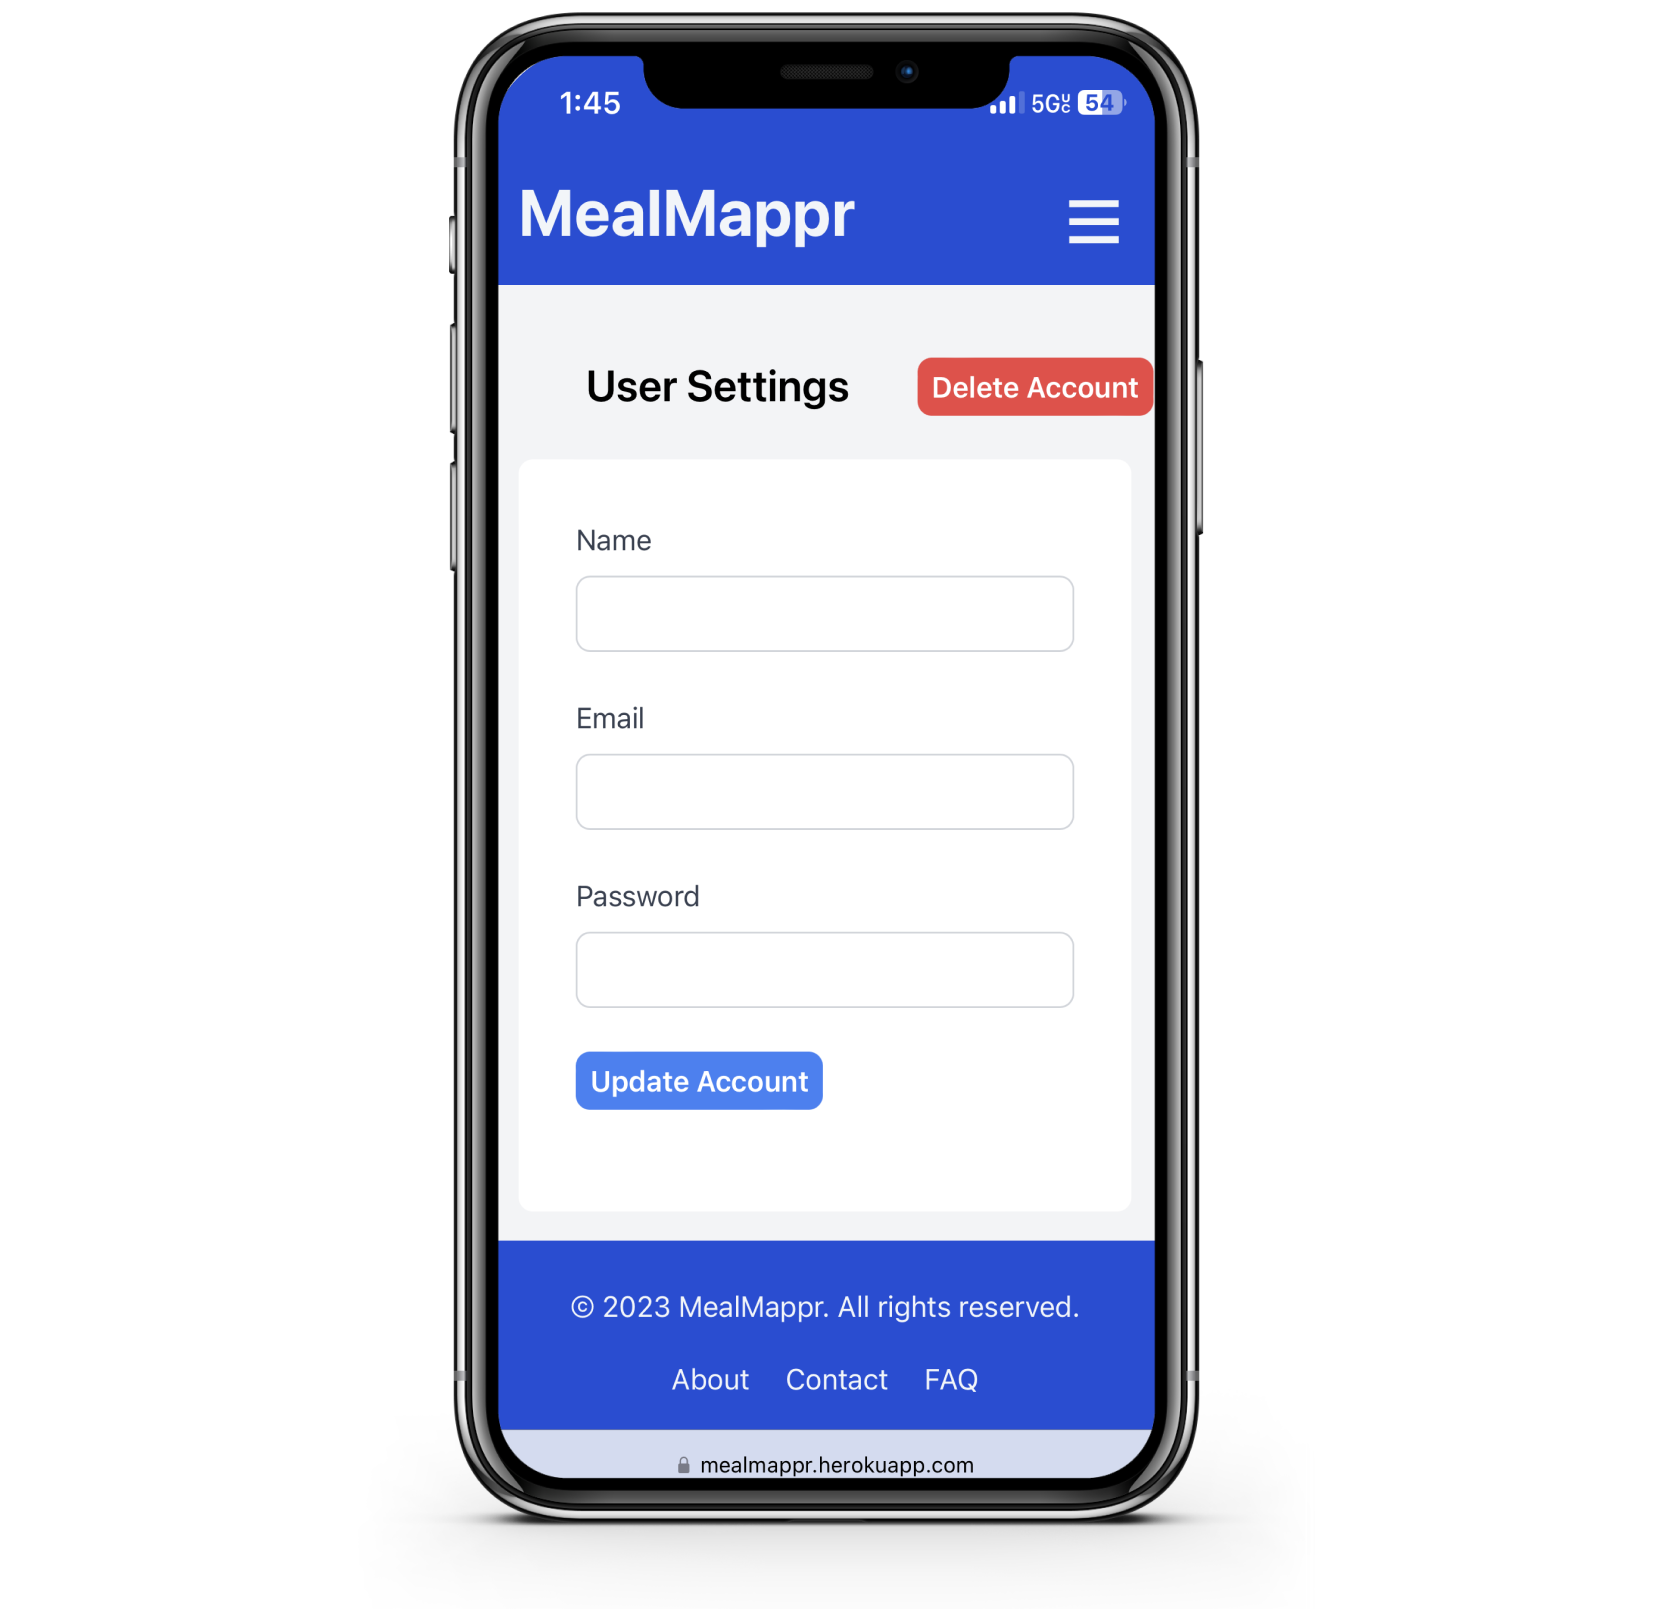 1:45 5GUC 54
MealMappr
User Settings Delete Account
Name
Email
Password
Update Account
© 2023 MealMappr. All rights reserved.
About Contact FAQ
mealmappr.herokuapp.com